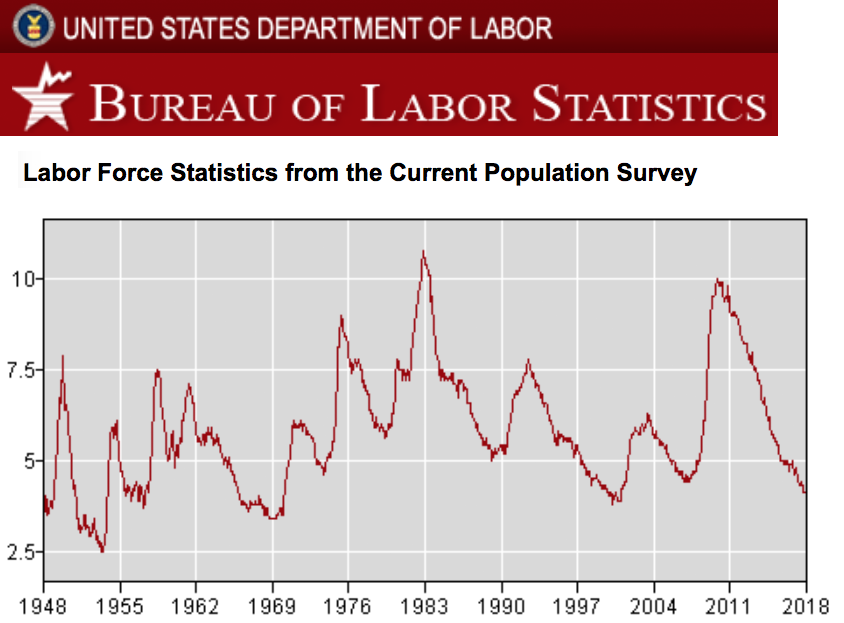 UNITED STATES DEPARTMENT OF LABOR
BUREAU OF LABOR STATISTICS
Labor Force Statistics from the Current Population Survey
10
7.5
5
2.5
1948 1955 1962 1969 1976 1983 1990 1997 2004 2011 2018